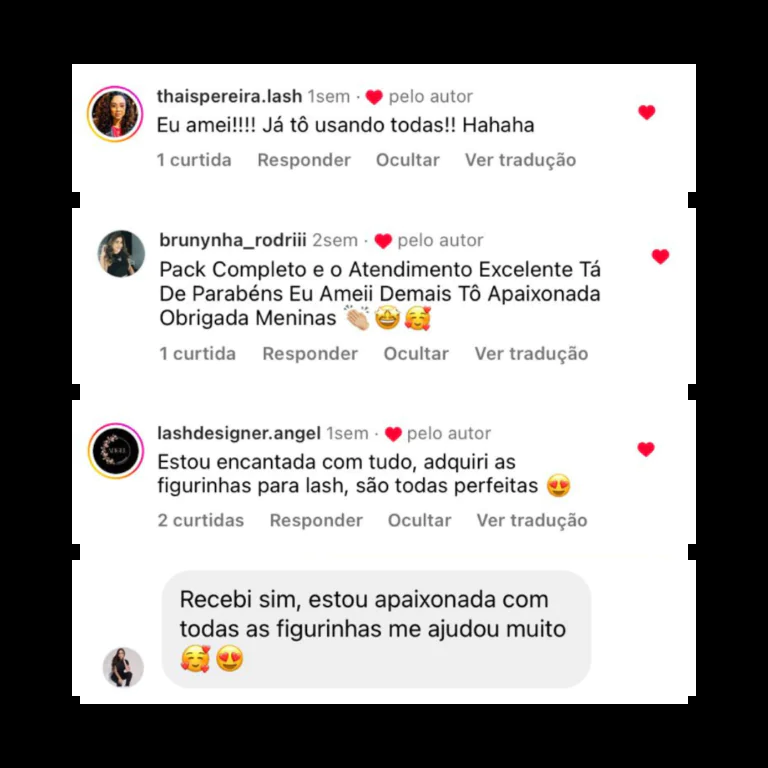 thaispereira.lash 1sem · ❤️ pelo autor
Eu amei!!!! Já tô usando todas!! Hahaha
1 curtida Responder Ocultar Ver tradução
brunynha_rodriii 2sem · ❤️ pelo autor
Pack Completo e o Atendimento Excelente Tá
De Parabéns Eu Ameii Demais Tô Apaixonada
Obrigada Meninas 👏🏼🤩🥰
1 curtida Responder Ocultar Ver tradução
lashdesigner.angel 1sem · ❤️ pelo autor
Estou encantada com tudo, adquiri as
figurinhas para lash, são todas perfeitas 😍
2 curtidas Responder Ocultar Ver tradução
Recebi sim, estou apaixonada com
todas as figurinhas me ajudou muito
🥰😍